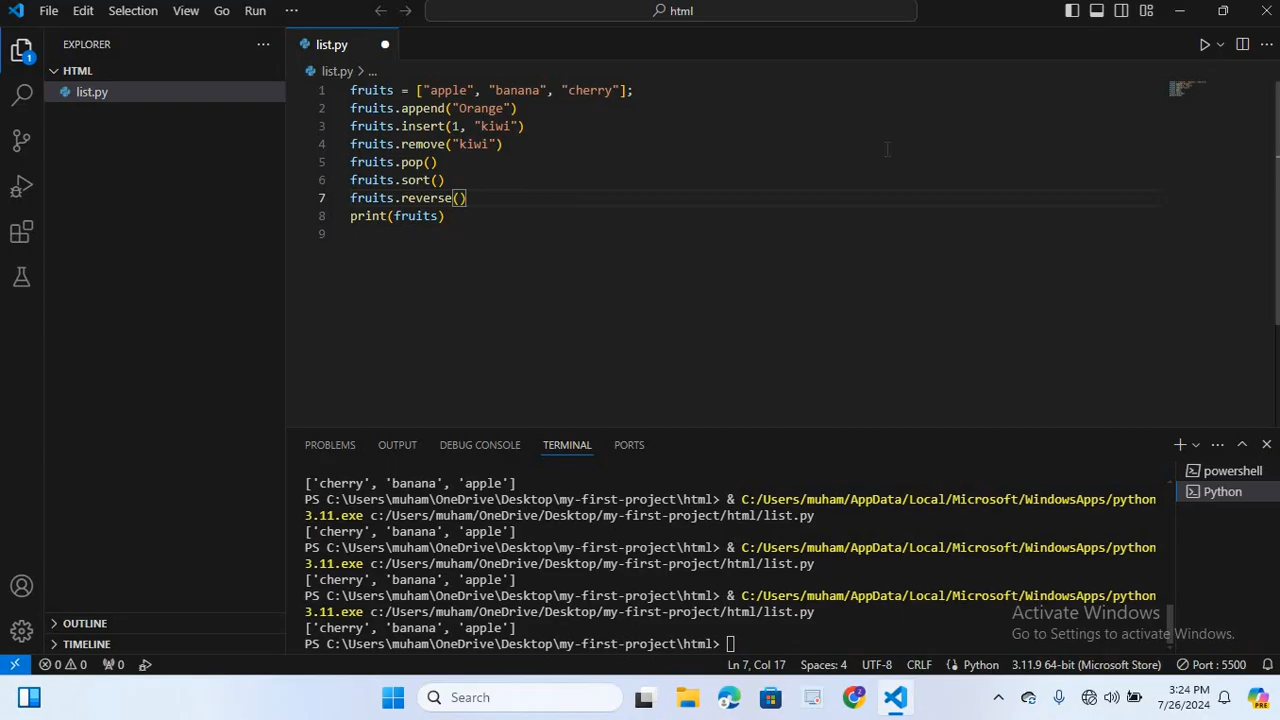 File Edit Selection View Go Run ··· html
EXPLORER ···
list.py
HTML
list.py
list.py > ...
1 fruits = ["apple", "banana", "cherry"];
2 fruits.append("Orange")
3 fruits.insert(1, "kiwi")
4 fruits.remove("kiwi")
5 fruits.pop()
6 fruits.sort()
7 fruits.reverse()
8 print(fruits)
9
PROBLEMS OUTPUT DEBUG CONSOLE TERMINAL PORTS
['cherry', 'banana', 'apple']
PS C:\Users\muham\OneDrive\Desktop\my-first-project\html> & C:/Users/muham/AppData/Local/Microsoft/WindowsApps/python
3.11.exe c:/Users/muham/OneDrive/Desktop/my-first-project/html/list.py
['cherry', 'banana', 'apple']
PS C:\Users\muham\OneDrive\Desktop\my-first-project\html> & C:/Users/muham/AppData/Local/Microsoft/WindowsApps/python
3.11.exe c:/Users/muham/OneDrive/Desktop/my-first-project/html/list.py
['cherry', 'banana', 'apple']
PS C:\Users\muham\OneDrive\Desktop\my-first-project\html> & C:/Users/muham/AppData/Local/Microsoft/WindowsApps/python
3.11.exe c:/Users/muham/OneDrive/Desktop/my-first-project/html/list.py
['cherry', 'banana', 'apple']
PS C:\Users\muham\OneDrive\Desktop\my-first-project\html>
powershell
Python
Activate Windows
Go to Settings to activate Windows.
OUTLINE
TIMELINE
0 0 0 Ln 7, Col 17 Spaces: 4 UTF-8 CRLF Python 3.11.9 64-bit (Microsoft Store) Port : 5500
Search
3:24 PM
7/26/2024
PRE